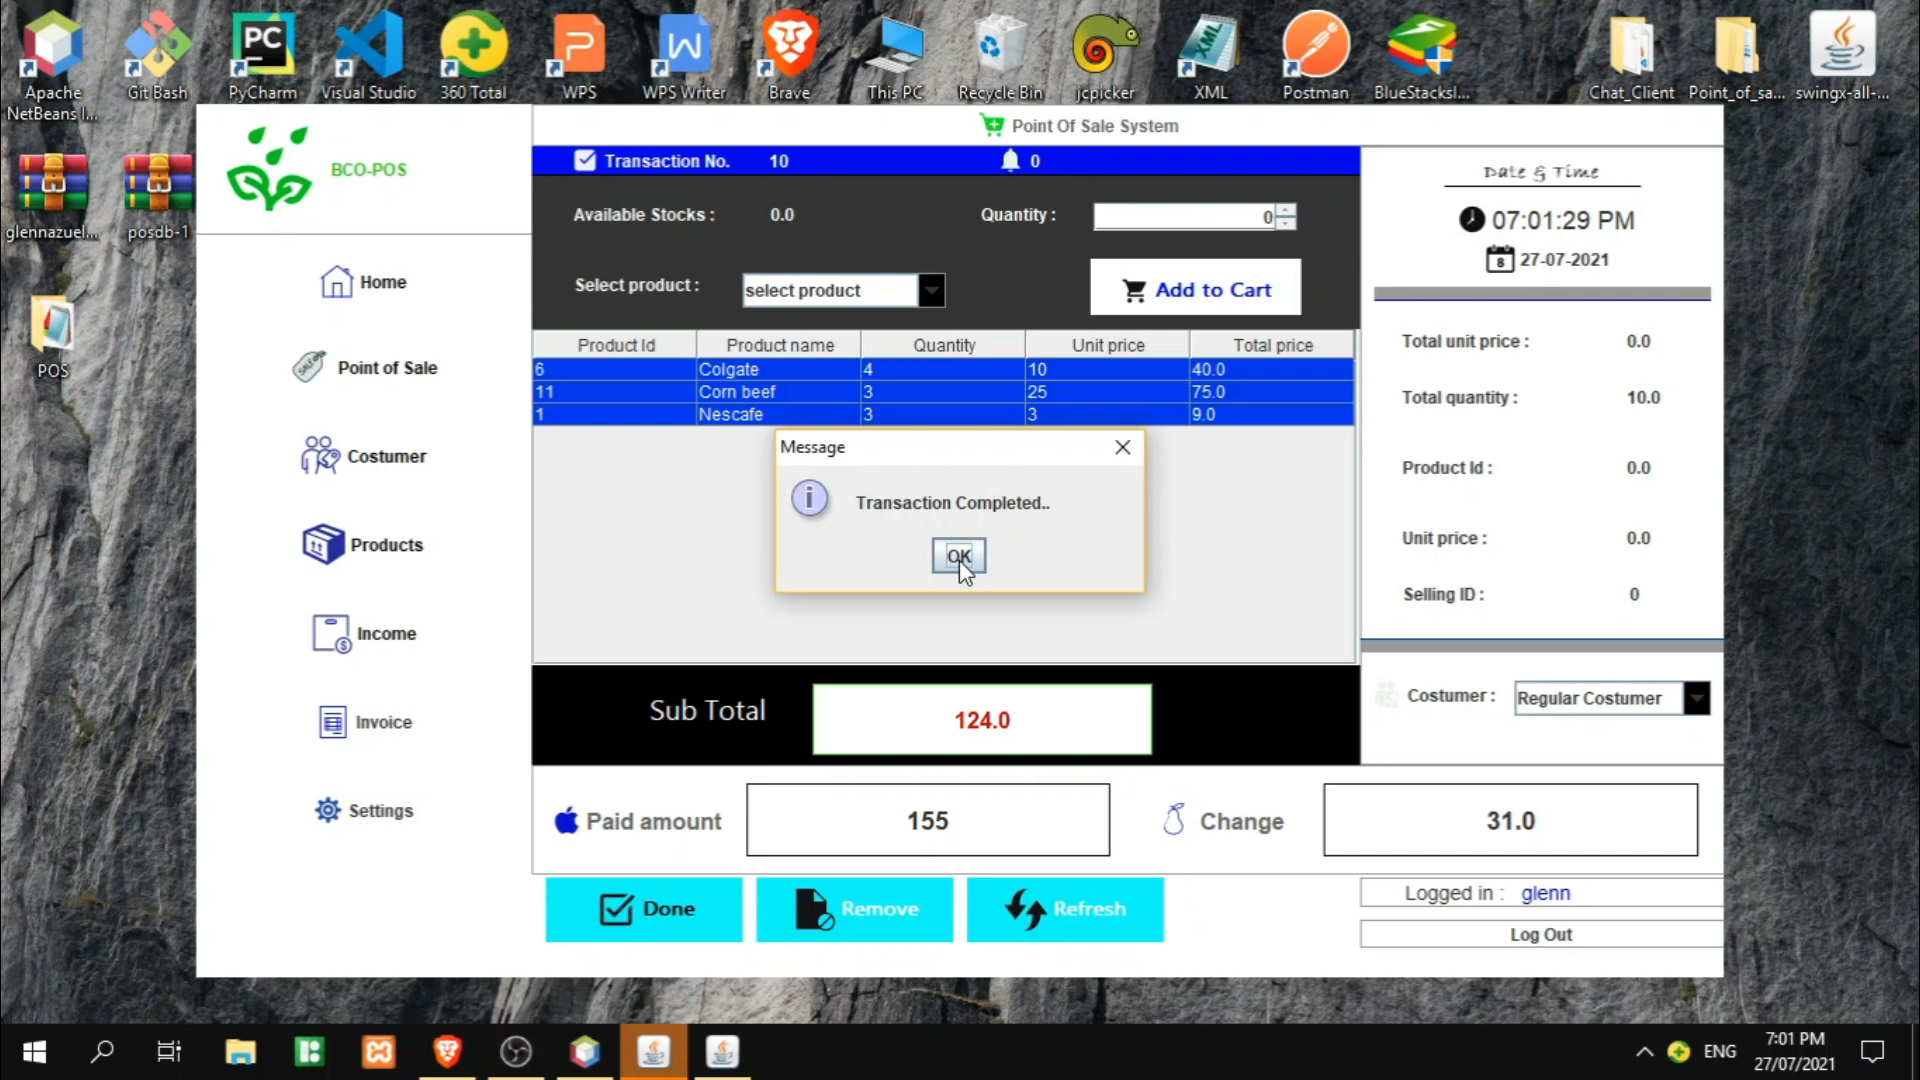 Apache
NetBeans I...
Git Bash
PyCharm
Visual Studio
360 Total
WPS
WPS Writer
Brave
This PC
Recycle Bin
jcpicker
XML
Postman
BlueStacksI...
Chat_Client
Point_of_sa...
swingx-all-...
glennazuel...
posdb-1
POS
BCO-POS
Home
Point of Sale
Costumer
Products
Income
Invoice
Settings
Point Of Sale System
Transaction No. 10 0
Available Stocks : 0.0 Quantity : 0
Select product : select product Add to Cart
Product Id Product name Quantity Unit price Total price
6 Colgate 4 10 40.0
11 Corn beef 3 25 75.0
1 Nescafe 3 3 9.0
Message
Transaction Completed..
OK
Sub Total 124.0
Paid amount 155 Change 31.0
Done Remove Refresh
Date & Time
07:01:29 PM
8 27-07-2021
Total unit price : 0.0
Total quantity : 10.0
Product Id : 0.0
Unit price : 0.0
Selling ID : 0
Costumer : Regular Costumer
Logged in : glenn
Log Out
ENG
7:01 PM
27/07/2021